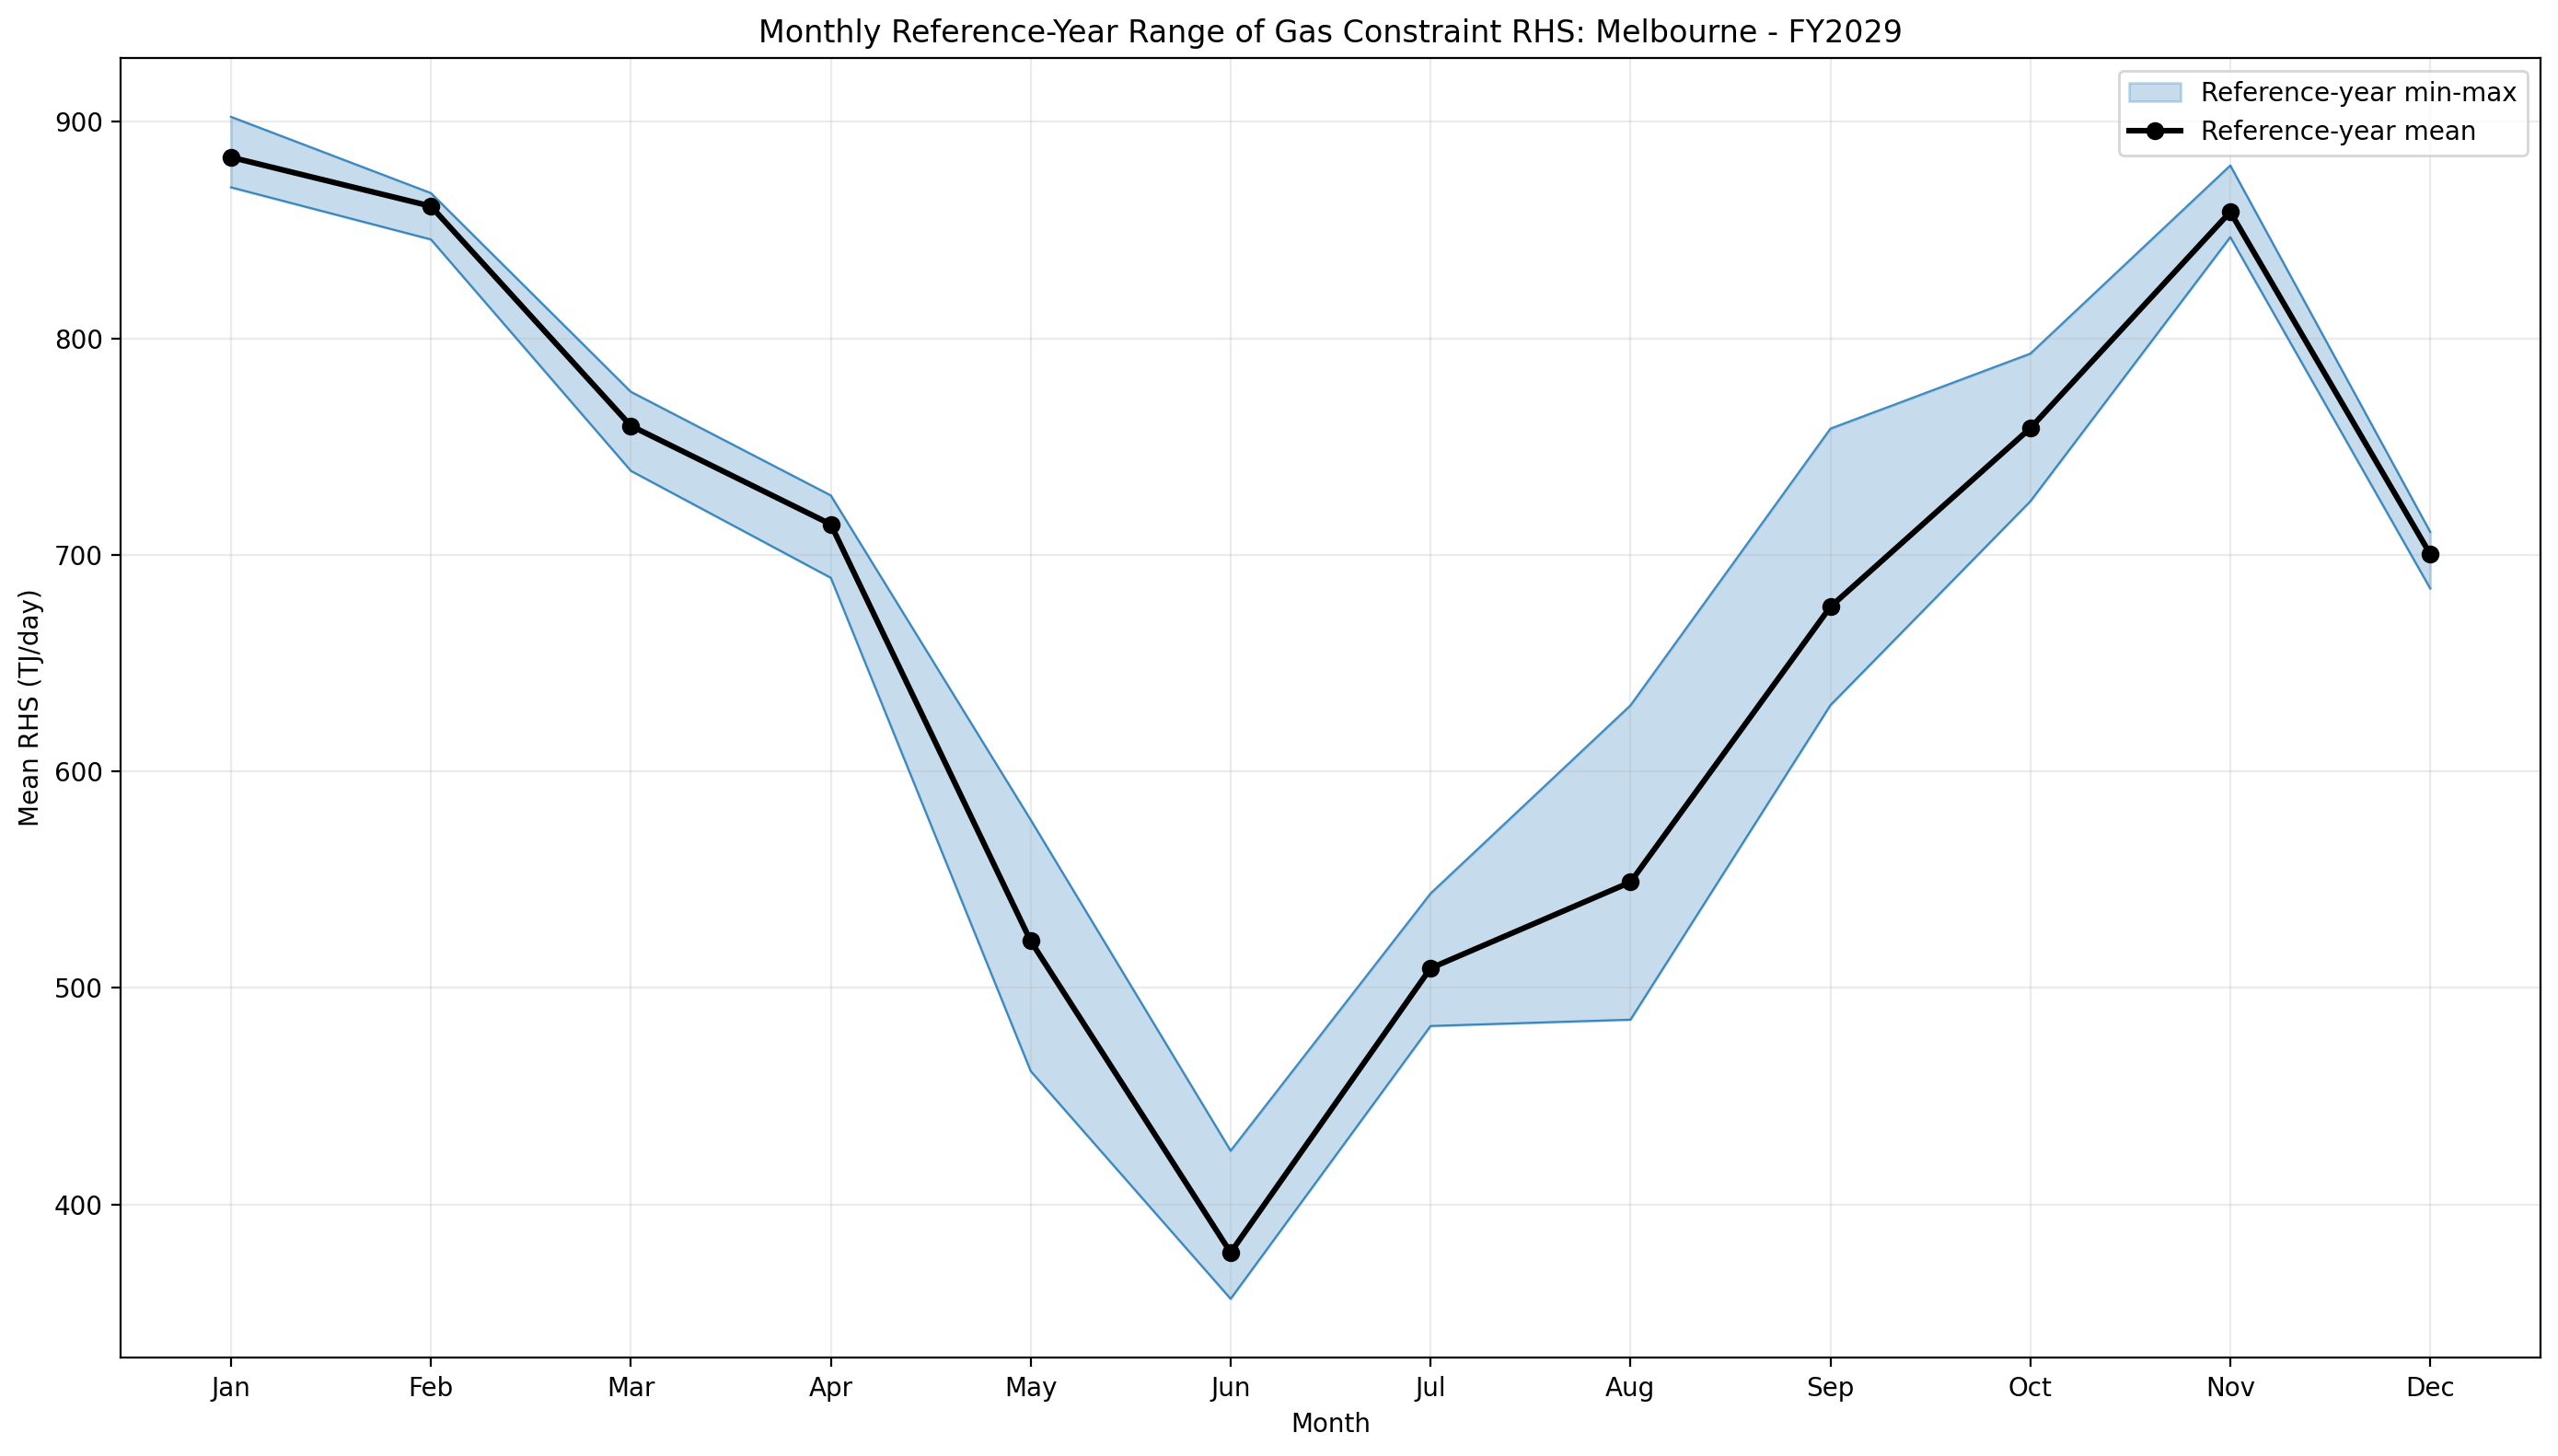 Monthly Reference-Year Range of Gas Constraint RHS: Melbourne - FY2029
Reference-year min-max
Reference-year mean
Mean RHS (TJ/day)
900
800
700
600
500
400
Jan Feb Mar Apr May Jun Jul Aug Sep Oct Nov Dec
Month